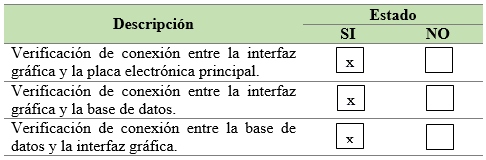 Descripción Estado
SI NO
Verificación de conexión entre la interfaz
gráfica y la placa electrónica principal. x
Verificación de conexión entre la interfaz
gráfica y la base de datos. x
Verificación de conexión entre la base de
datos y la interfaz gráfica. x